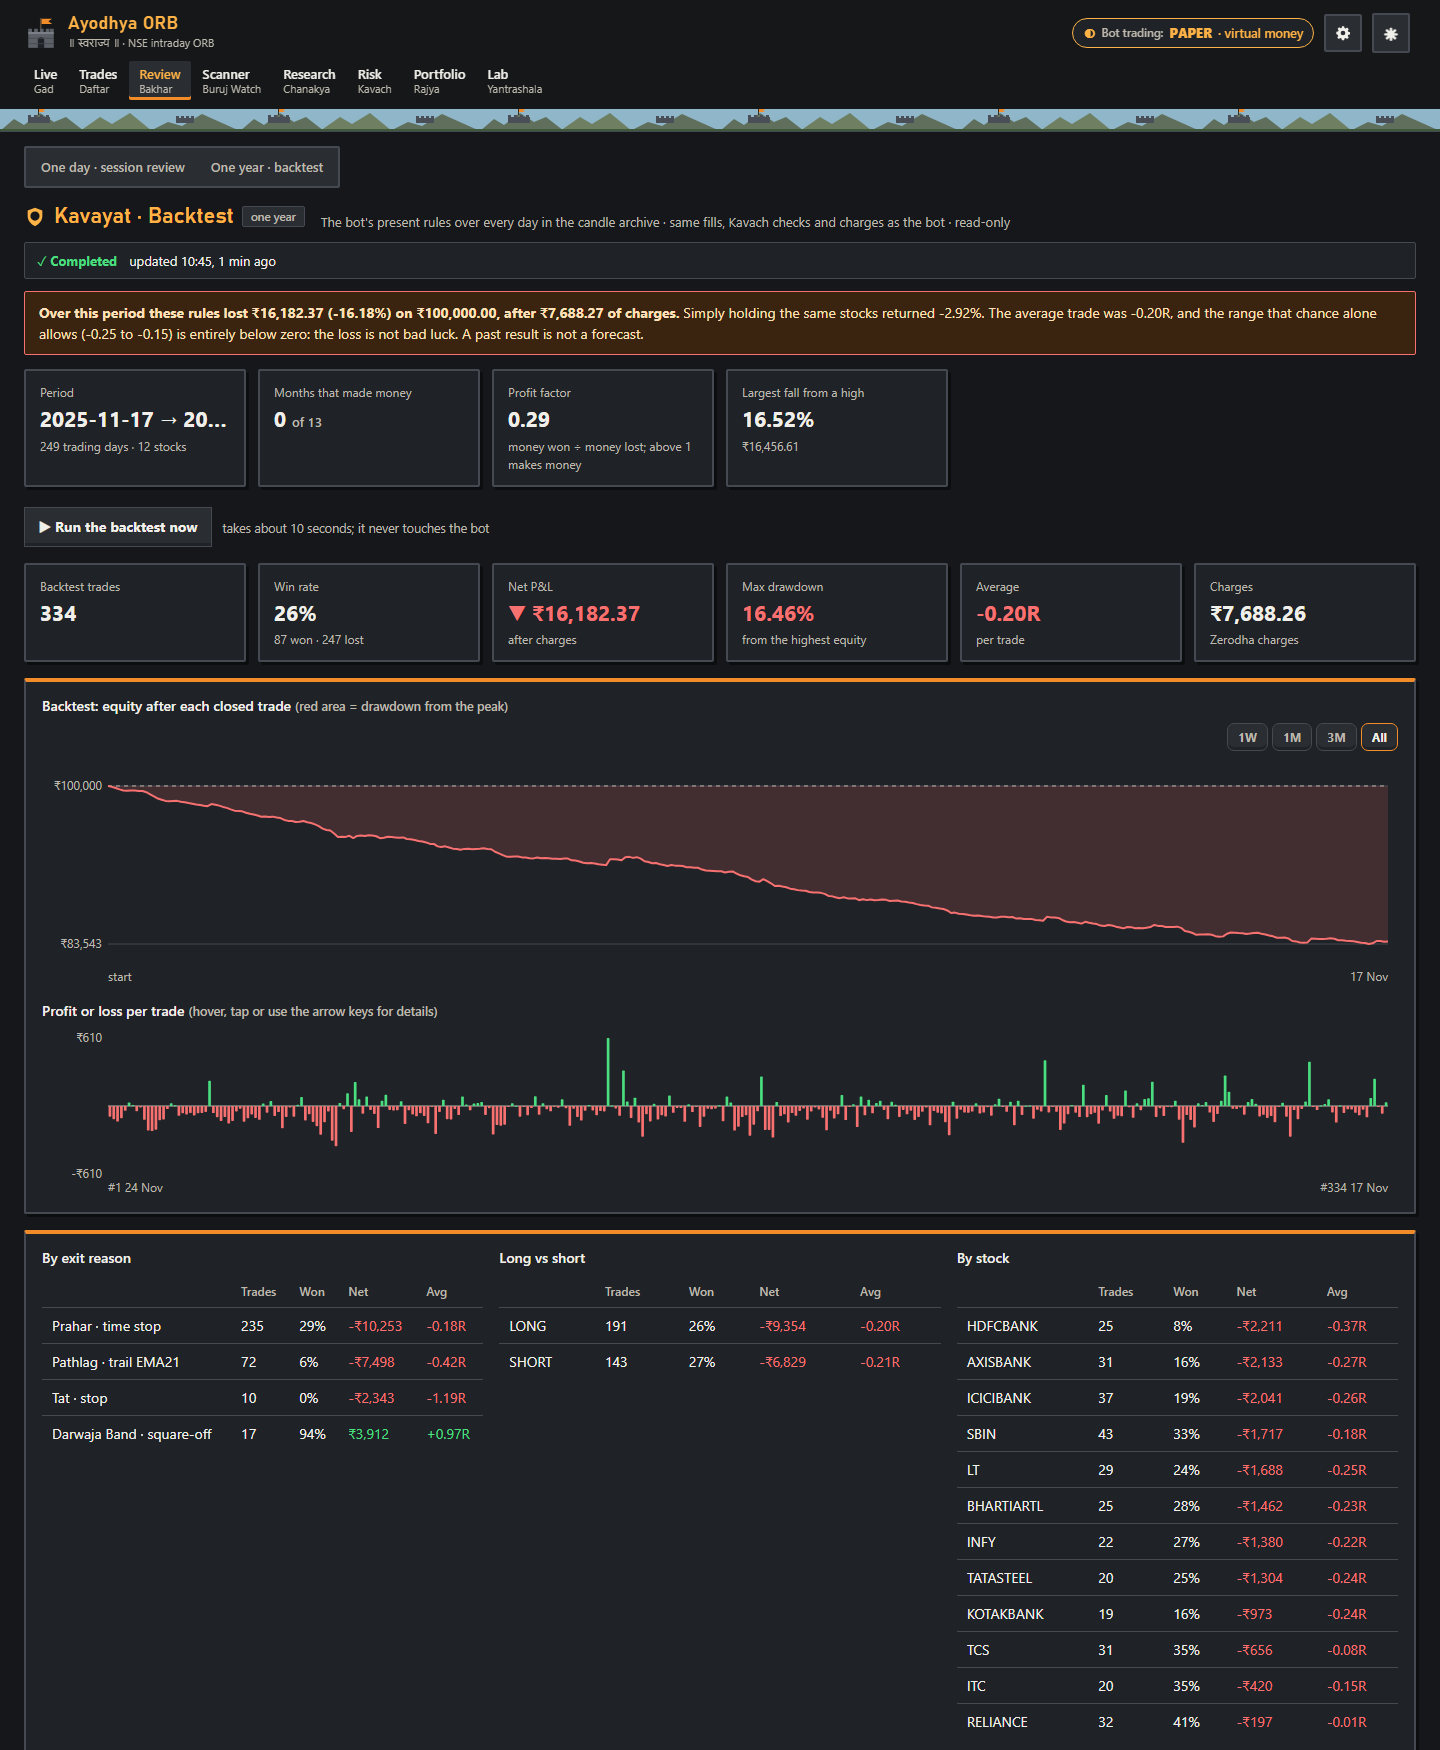 Ayodhya ORB
॥ स्वराज्य ॥ · NSE intraday ORB
Bot trading: PAPER · virtual money
Live Trades Review Scanner Research Risk Portfolio Lab
Gad Daftar Bakhar Buruj Watch Chanakya Kavach Rajya Yantrashala
One day · session review One year · backtest
Kavayat · Backtest one year The bot's present rules over every day in the candle archive · same fills, Kavach checks and charges as the bot · read-only
✓ Completed updated 10:45, 1 min ago
Over this period these rules lost ₹16,182.37 (-16.18%) on ₹100,000.00, after ₹7,688.27 of charges. Simply holding the same stocks returned -2.92%. The average trade was -0.20R, and the range that chance alone
allows (-0.25 to -0.15) is entirely below zero: the loss is not bad luck. A past result is not a forecast.
Period Months that made money Profit factor Largest fall from a high
2025-11-17 → 20... 0 of 13 0.29 16.52%
249 trading days · 12 stocks money won ÷ money lost; above 1 ₹16,456.61
makes money
▶ Run the backtest now takes about 10 seconds; it never touches the bot
Backtest trades Win rate Net P&L Max drawdown Average Charges
334 26% ▼ ₹16,182.37 16.46% -0.20R ₹7,688.26
87 won · 247 lost after charges from the highest equity per trade Zerodha charges
Backtest: equity after each closed trade (red area = drawdown from the peak)
1W 1M 3M All
₹100,000
₹83,543
start 17 Nov
Profit or loss per trade (hover, tap or use the arrow keys for details)
₹610
-₹610
#1 24 Nov #334 17 Nov
By exit reason
Trades Won Net Avg
Prahar · time stop 235 29% -₹10,253 -0.18R
Pathlag · trail EMA21 72 6% -₹7,498 -0.42R
Tat · stop 10 0% -₹2,343 -1.19R
Darwaja Band · square-off 17 94% ₹3,912 +0.97R
Long vs short
Trades Won Net Avg
LONG 191 26% -₹9,354 -0.20R
SHORT 143 27% -₹6,829 -0.21R
By stock
Trades Won Net Avg
HDFCBANK 25 8% -₹2,211 -0.37R
AXISBANK 31 16% -₹2,133 -0.27R
ICICIBANK 37 19% -₹2,041 -0.26R
SBIN 43 33% -₹1,717 -0.18R
LT 29 24% -₹1,688 -0.25R
BHARTIARTL 25 28% -₹1,462 -0.23R
INFY 22 27% -₹1,380 -0.22R
TATASTEEL 20 25% -₹1,304 -0.24R
KOTAKBANK 19 16% -₹973 -0.24R
TCS 31 35% -₹656 -0.08R
ITC 20 35% -₹420 -0.15R
RELIANCE 32 41% -₹197 -0.01R